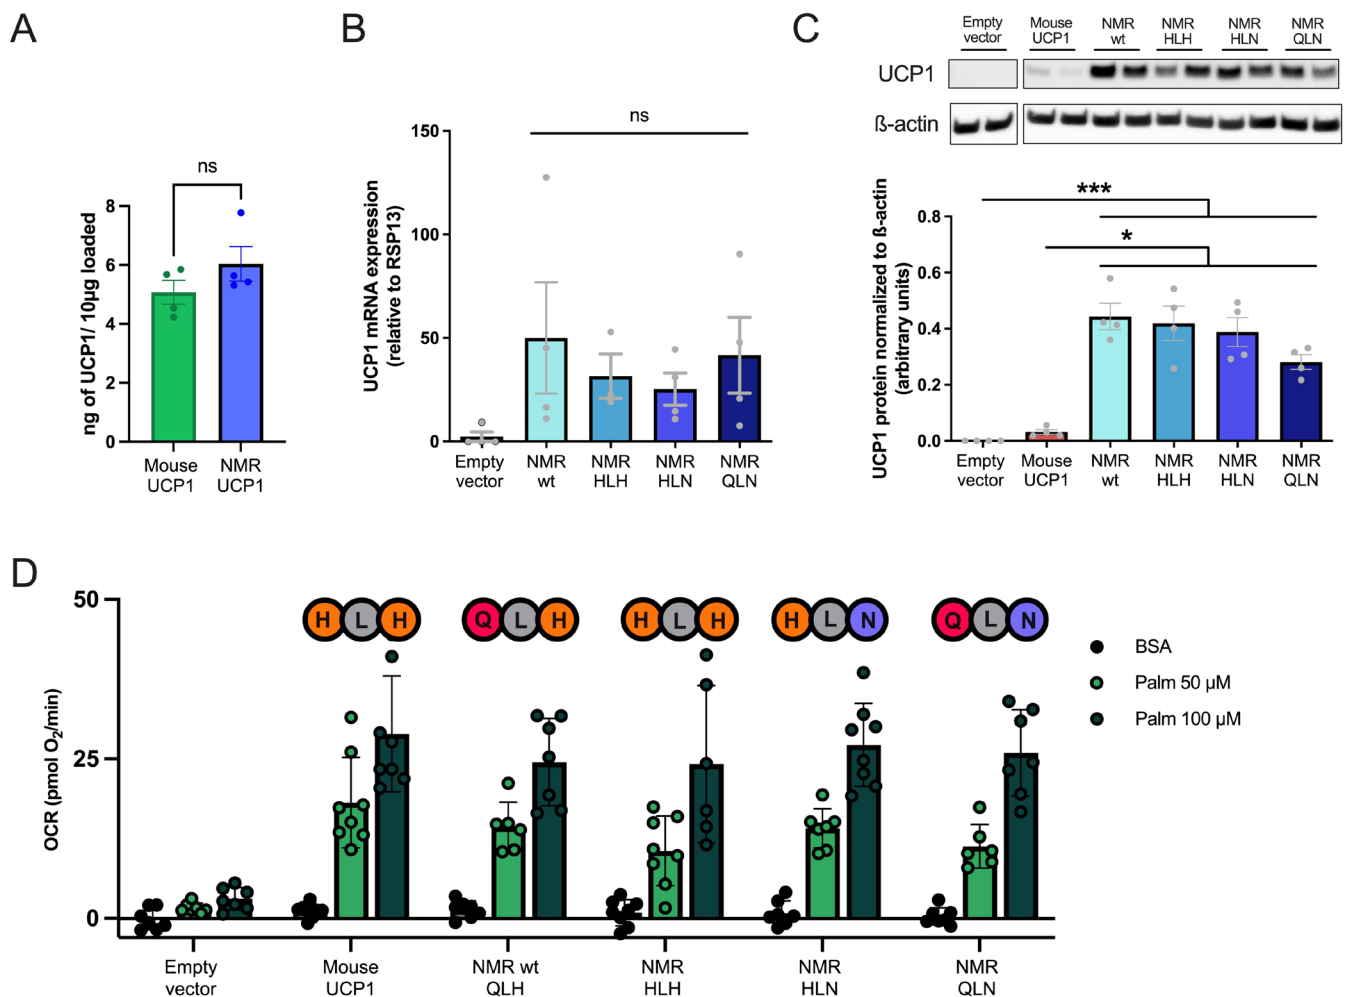 A
ns
ng of UCP1/ 10µg loaded
8
6
4
2
0
Mouse
UCP1
NMR
UCP1
B
ns
UCP1 mRNA expression
(relative to RSP13)
150
100
50
0
Empty
vector
NMR
wt
NMR
HLH
NMR
HLN
NMR
QLN
C
Empty
vector
Mouse
UCP1
NMR
wt
NMR
HLH
NMR
HLN
NMR
QLN
UCP1
ß-actin
***
*
UCP1 protein normalized to ß-actin
(arbitrary units)
0.8
0.6
0.4
0.2
0.0
Empty
vector
Mouse
UCP1
NMR
wt
NMR
HLH
NMR
HLN
NMR
QLN
D
OCR (pmol O₂/min)
50
25
0
H L H
Q L H
H L H
H L N
Q L N
BSA
Palm 50 µM
Palm 100 µM
Empty
vector
Mouse
UCP1
NMR wt
QLH
NMR
HLH
NMR
HLN
NMR
QLN